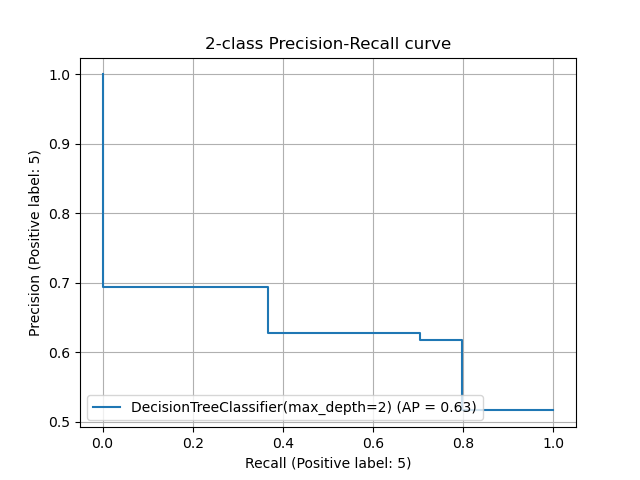 2-class Precision-Recall curve
1.0
0.9
0.8
0.7
0.6
0.5
Precision (Positive label: 5)
DecisionTreeClassifier(max_depth=2) (AP = 0.63)
0.0 0.2 0.4 0.6 0.8 1.0
Recall (Positive label: 5)